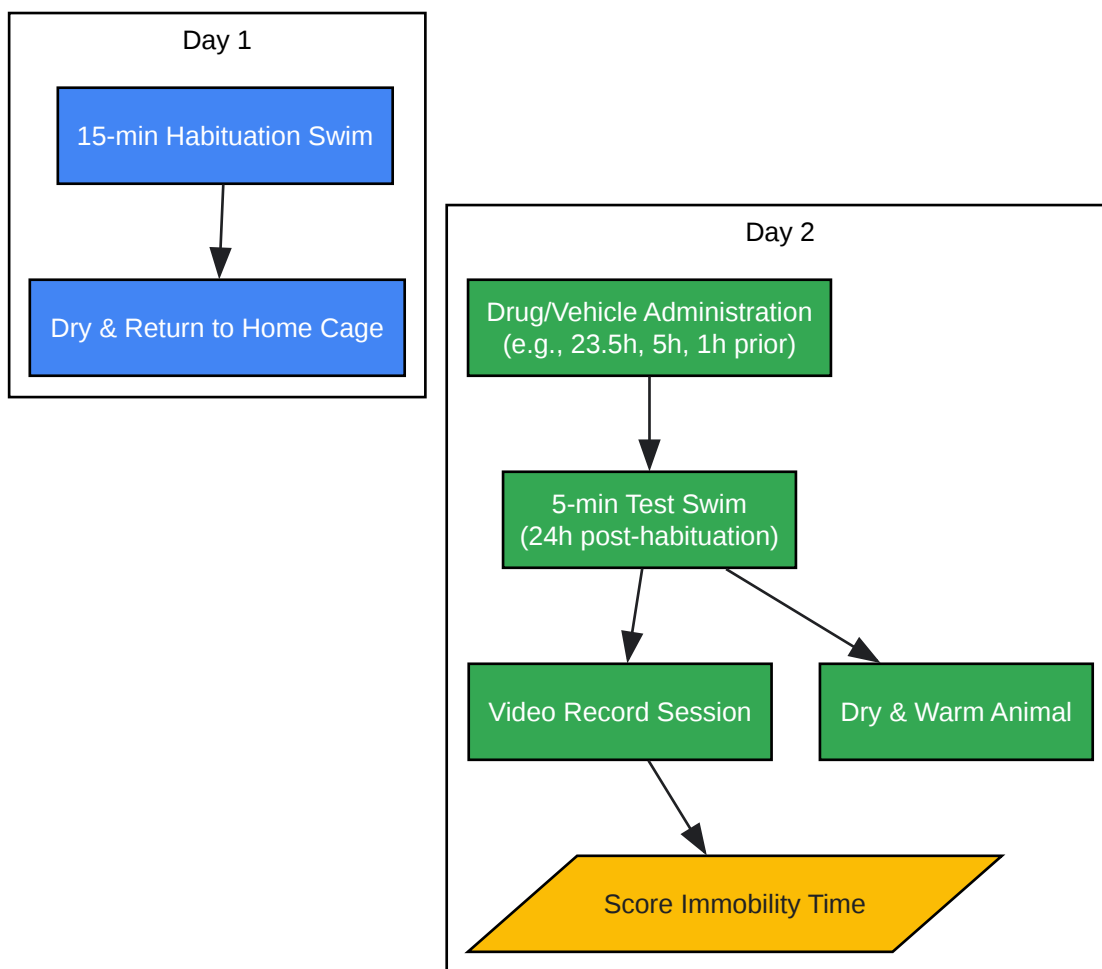 Day 1
15-min Habituation Swim
Dry & Return to Home Cage
Day 2
Drug/Vehicle Administration
(e.g., 23.5h, 5h, 1h prior)
5-min Test Swim
(24h post-habituation)
Video Record Session
Dry & Warm Animal
Score Immobility Time